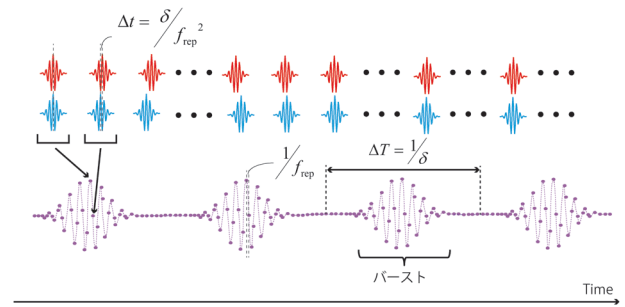 Δt = δ/f_rep²
1/f_rep
ΔT = 1/δ
バースト
Time